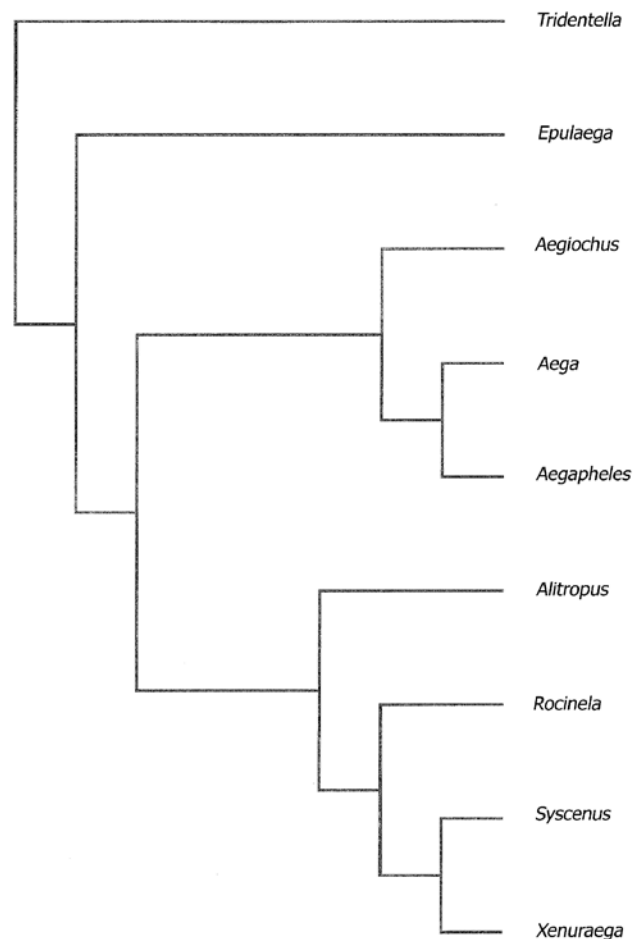 Tridentella
Epulaega
Aegiochus
Aega
Aegapheles
Alitropus
Rocinela
Syscenus
Xenuraega